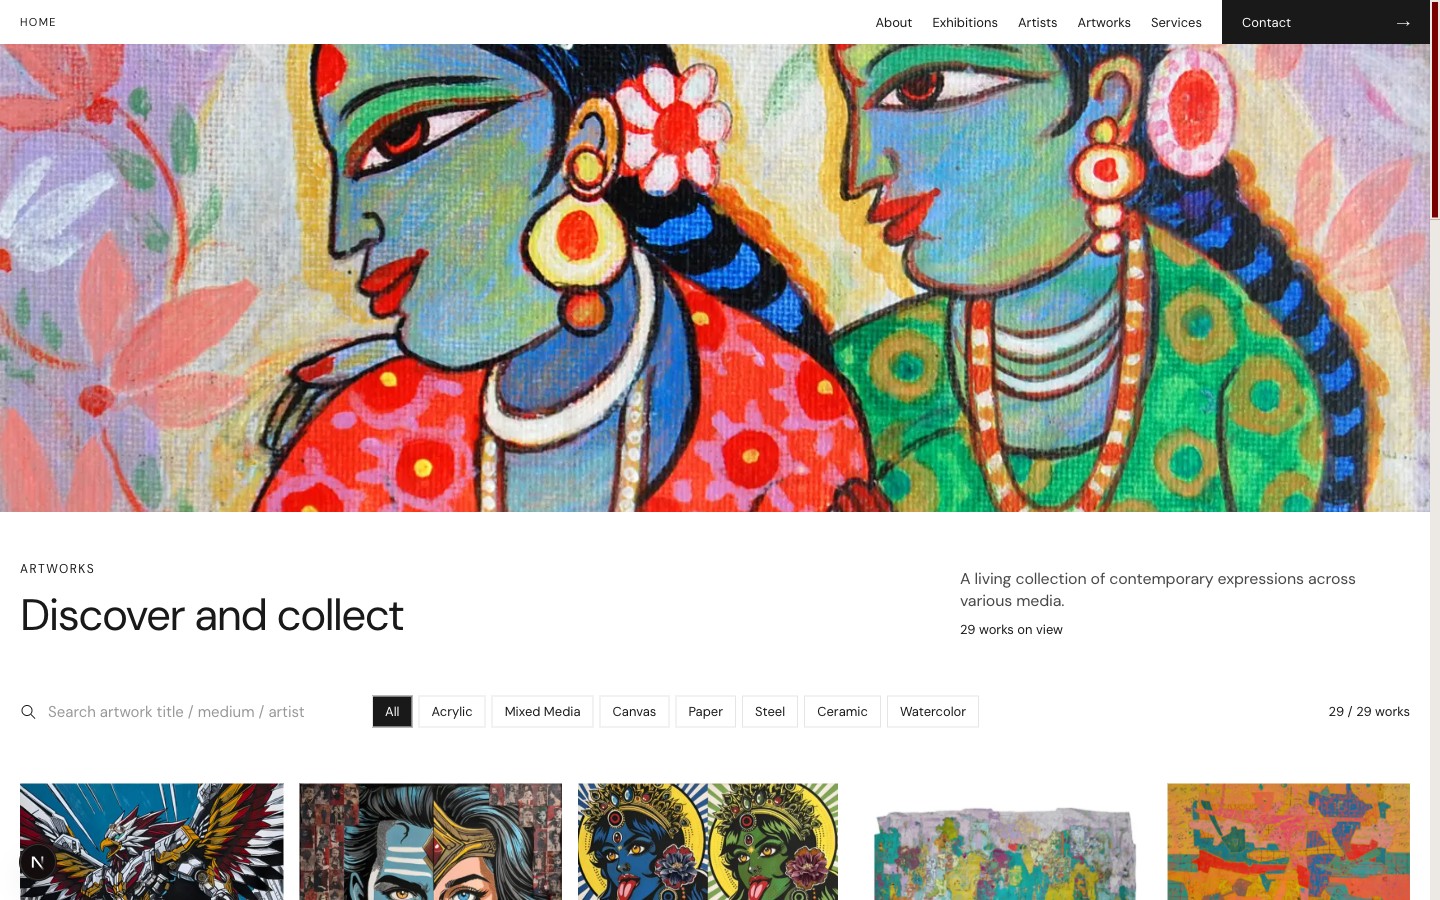 HOME
About
Exhibitions
Artists
Artworks
Services
Contact →
ARTWORKS
Discover and collect
A living collection of contemporary expressions across
various media.
29 works on view
Search artwork title / medium / artist
All
Acrylic
Mixed Media
Canvas
Paper
Steel
Ceramic
Watercolor
29 / 29 works
N